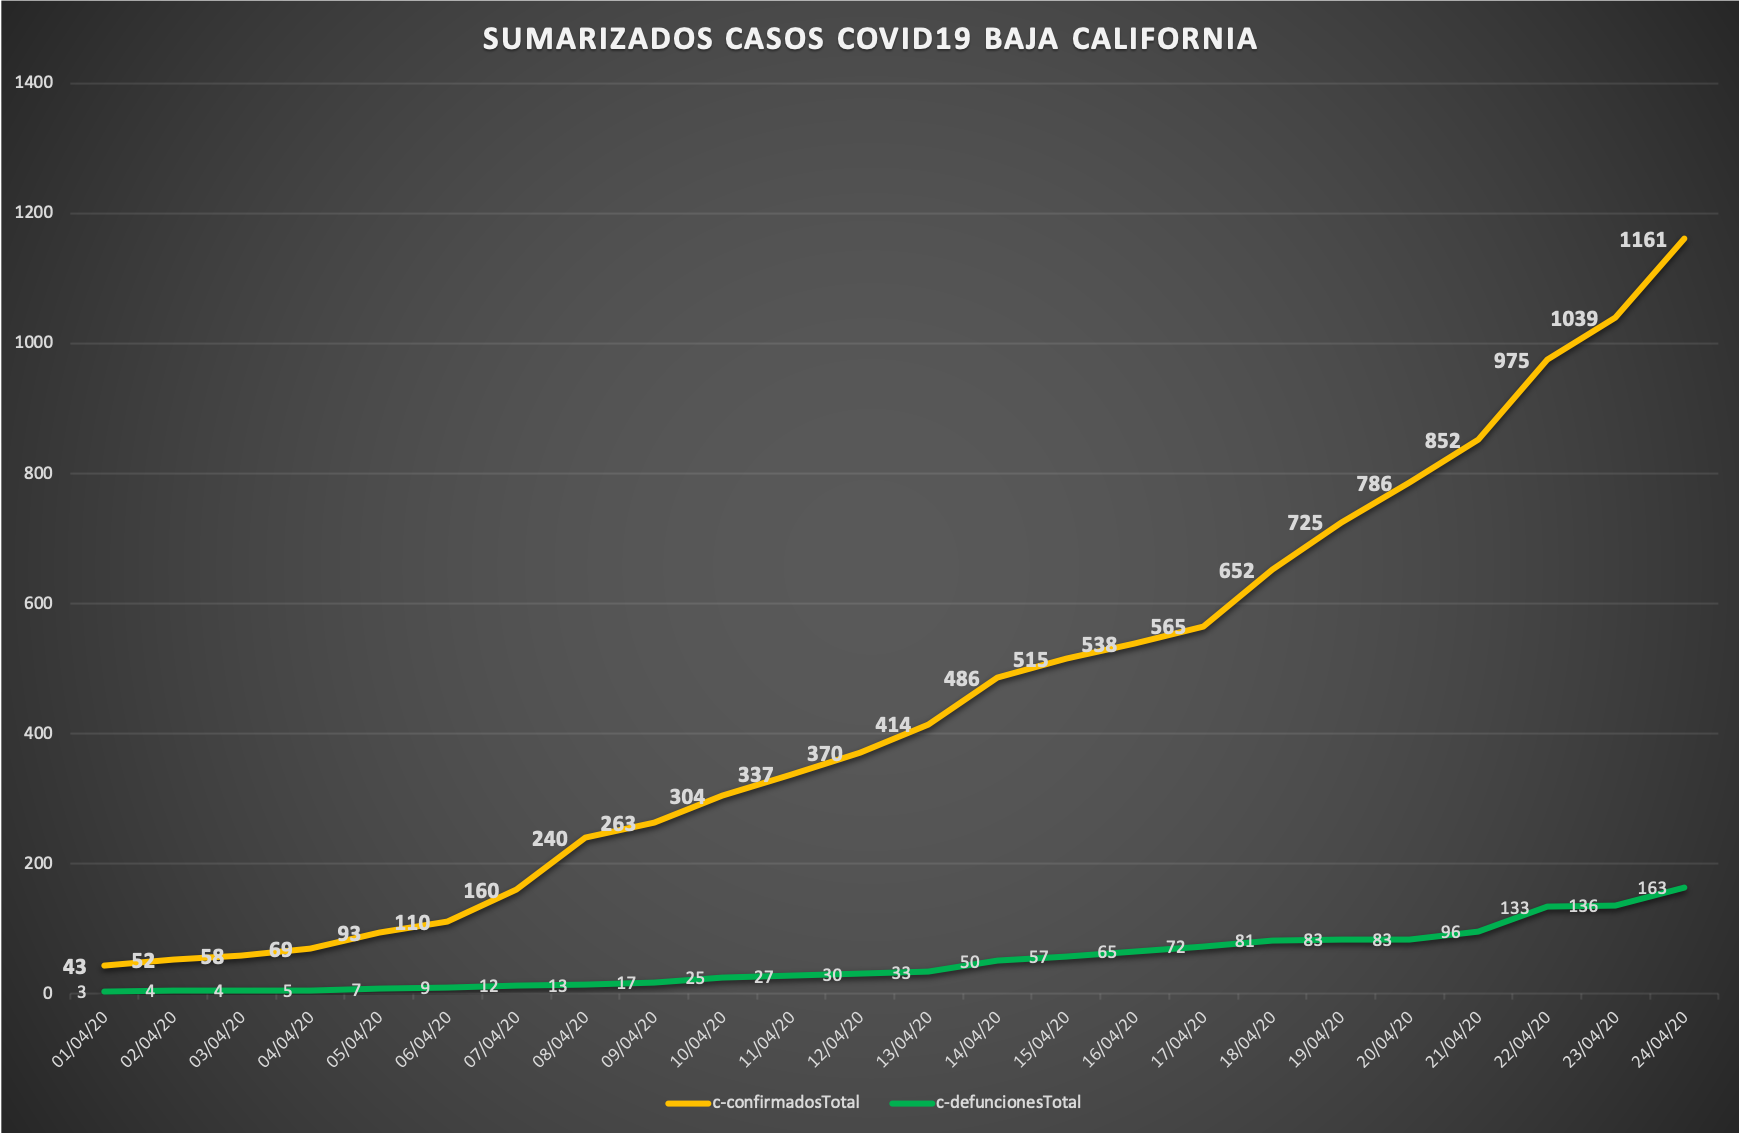 SUMARIZADOS CASOS COVID19 BAJA CALIFORNIA
1400
1200
1000
800
600
400
200
0
43 52 58 69 93 110 160 240 263 304 337 370 414 486 515 538 565 652 725 786 852 975 1039 1161
3 4 4 5 7 9 12 13 17 25 27 30 33 50 57 65 72 81 83 83 96 133 136 163
01/04/20 02/04/20 03/04/20 04/04/20 05/04/20 06/04/20 07/04/20 08/04/20 09/04/20 10/04/20 11/04/20 12/04/20 13/04/20 14/04/20 15/04/20 16/04/20 17/04/20 18/04/20 19/04/20 20/04/20 21/04/20 22/04/20 23/04/20 24/04/20
c-confirmadosTotal c-defuncionesTotal